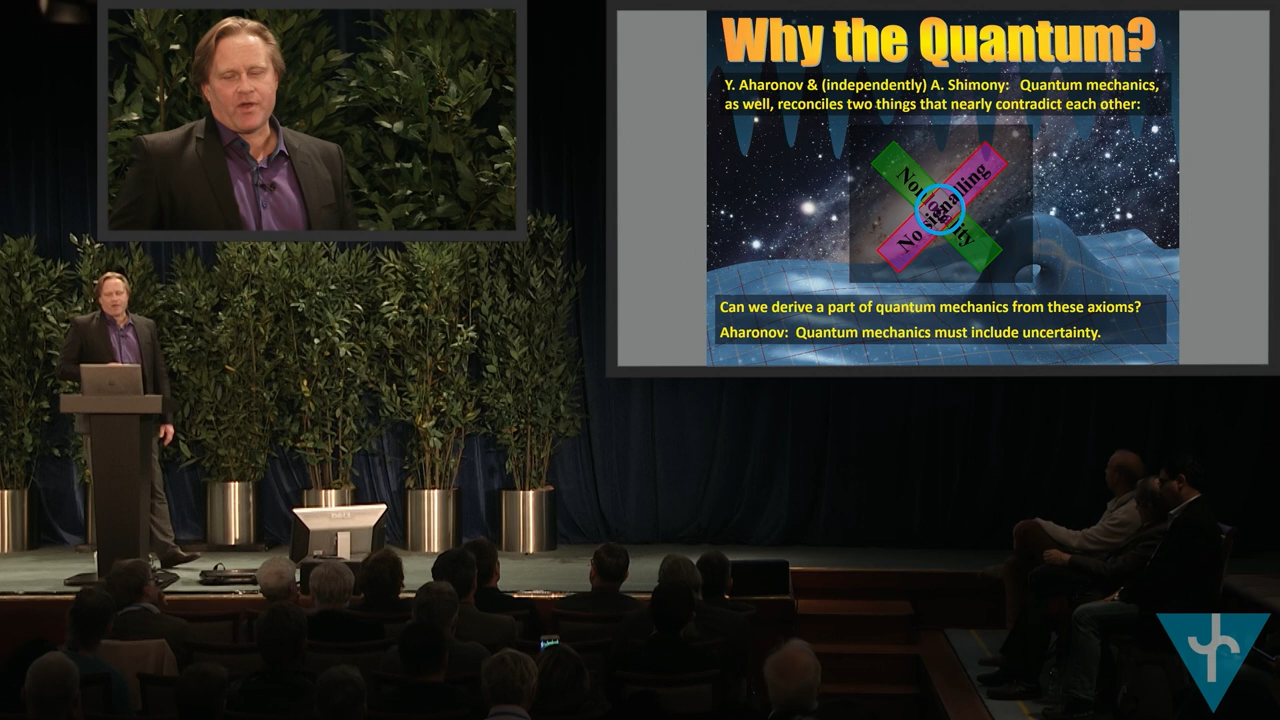 Why the Quantum?
Y. Aharonov & (independently) A. Shimony: Quantum mechanics,
as well, reconciles two things that nearly contradict each other:
No signalling
Can we derive a part of quantum mechanics from these axioms?
Aharonov: Quantum mechanics must include uncertainty.